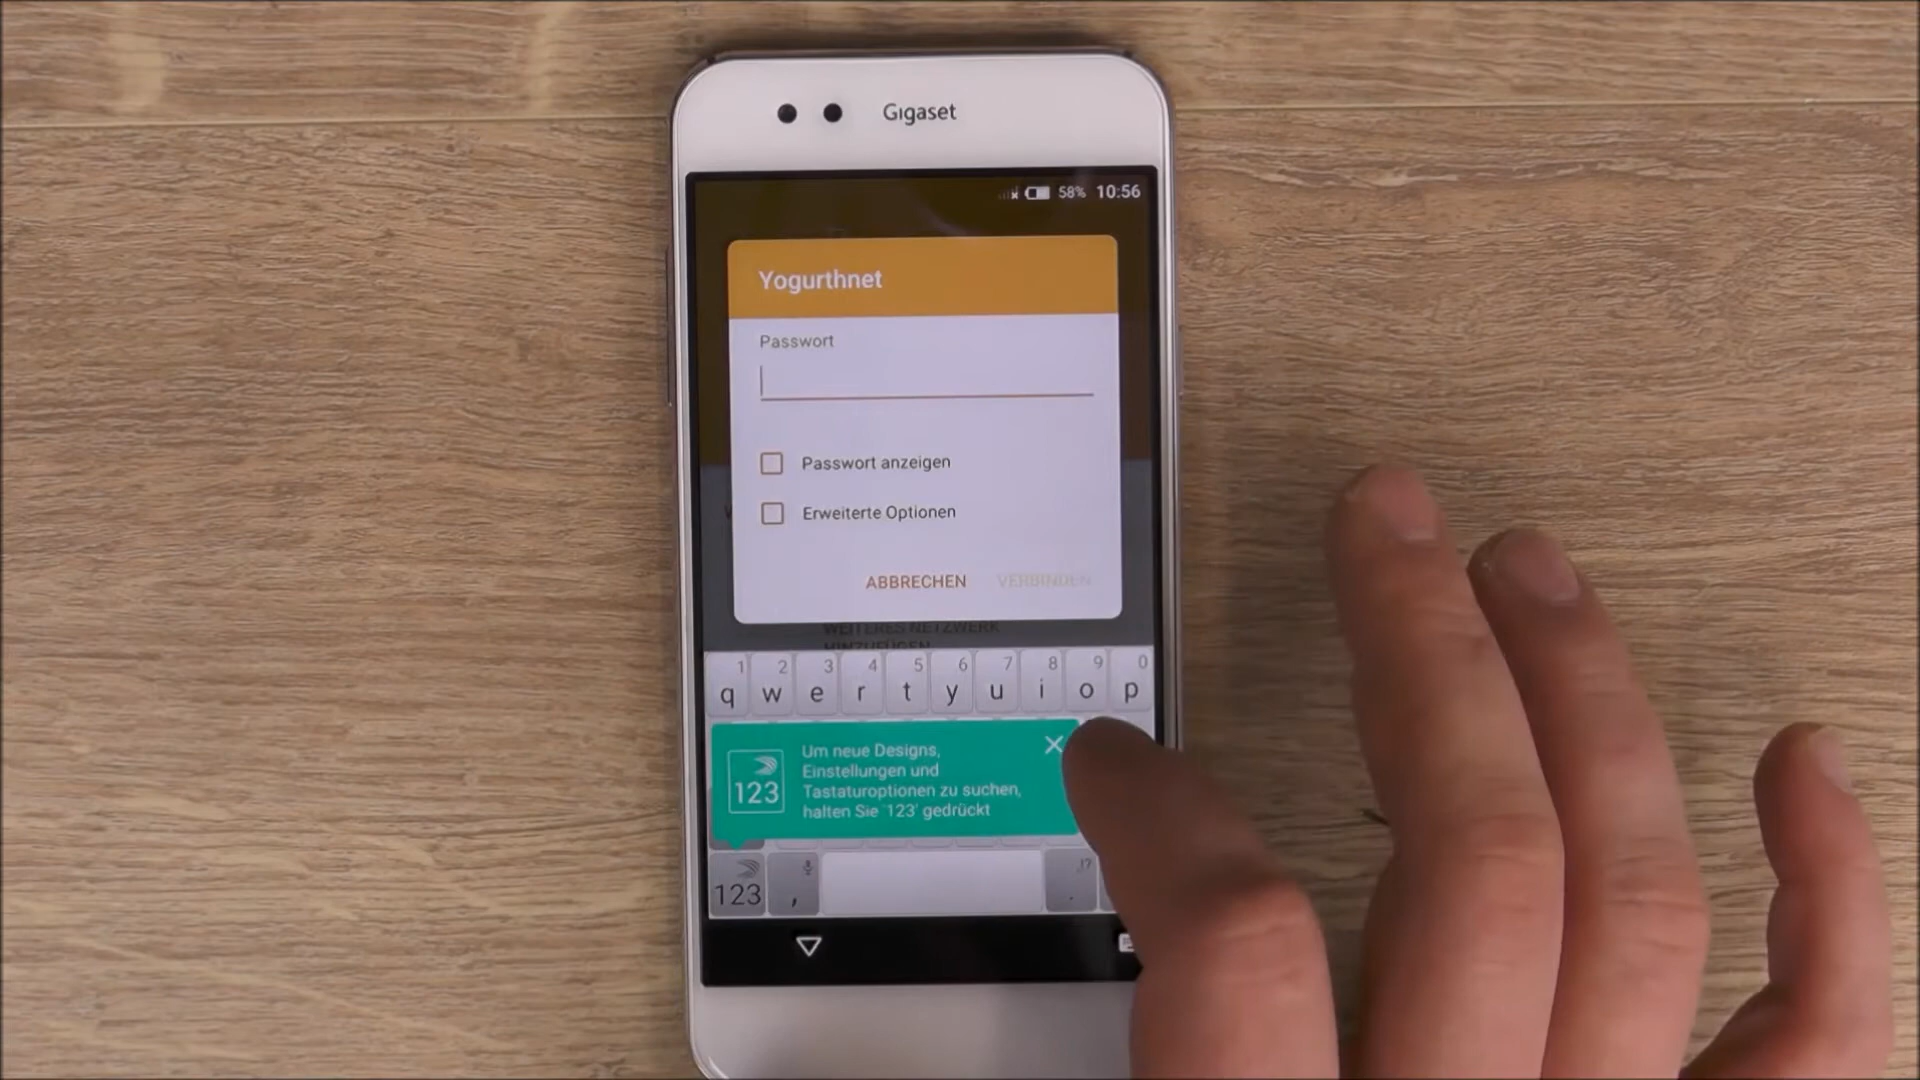 Gigaset
58% 10:56
Yogurthnet
Passwort
Passwort anzeigen
Erweiterte Optionen
ABBRECHEN VERBINDEN
WEITERES NETZWERK
HINZUFÜGEN
1 2 3 4 5 6 7 8 9 0
q w e r t y u i o p
Um neue Designs,
Einstellungen und
Tastaturoptionen zu suchen,
halten Sie '123' gedrückt
123
123 , . !?